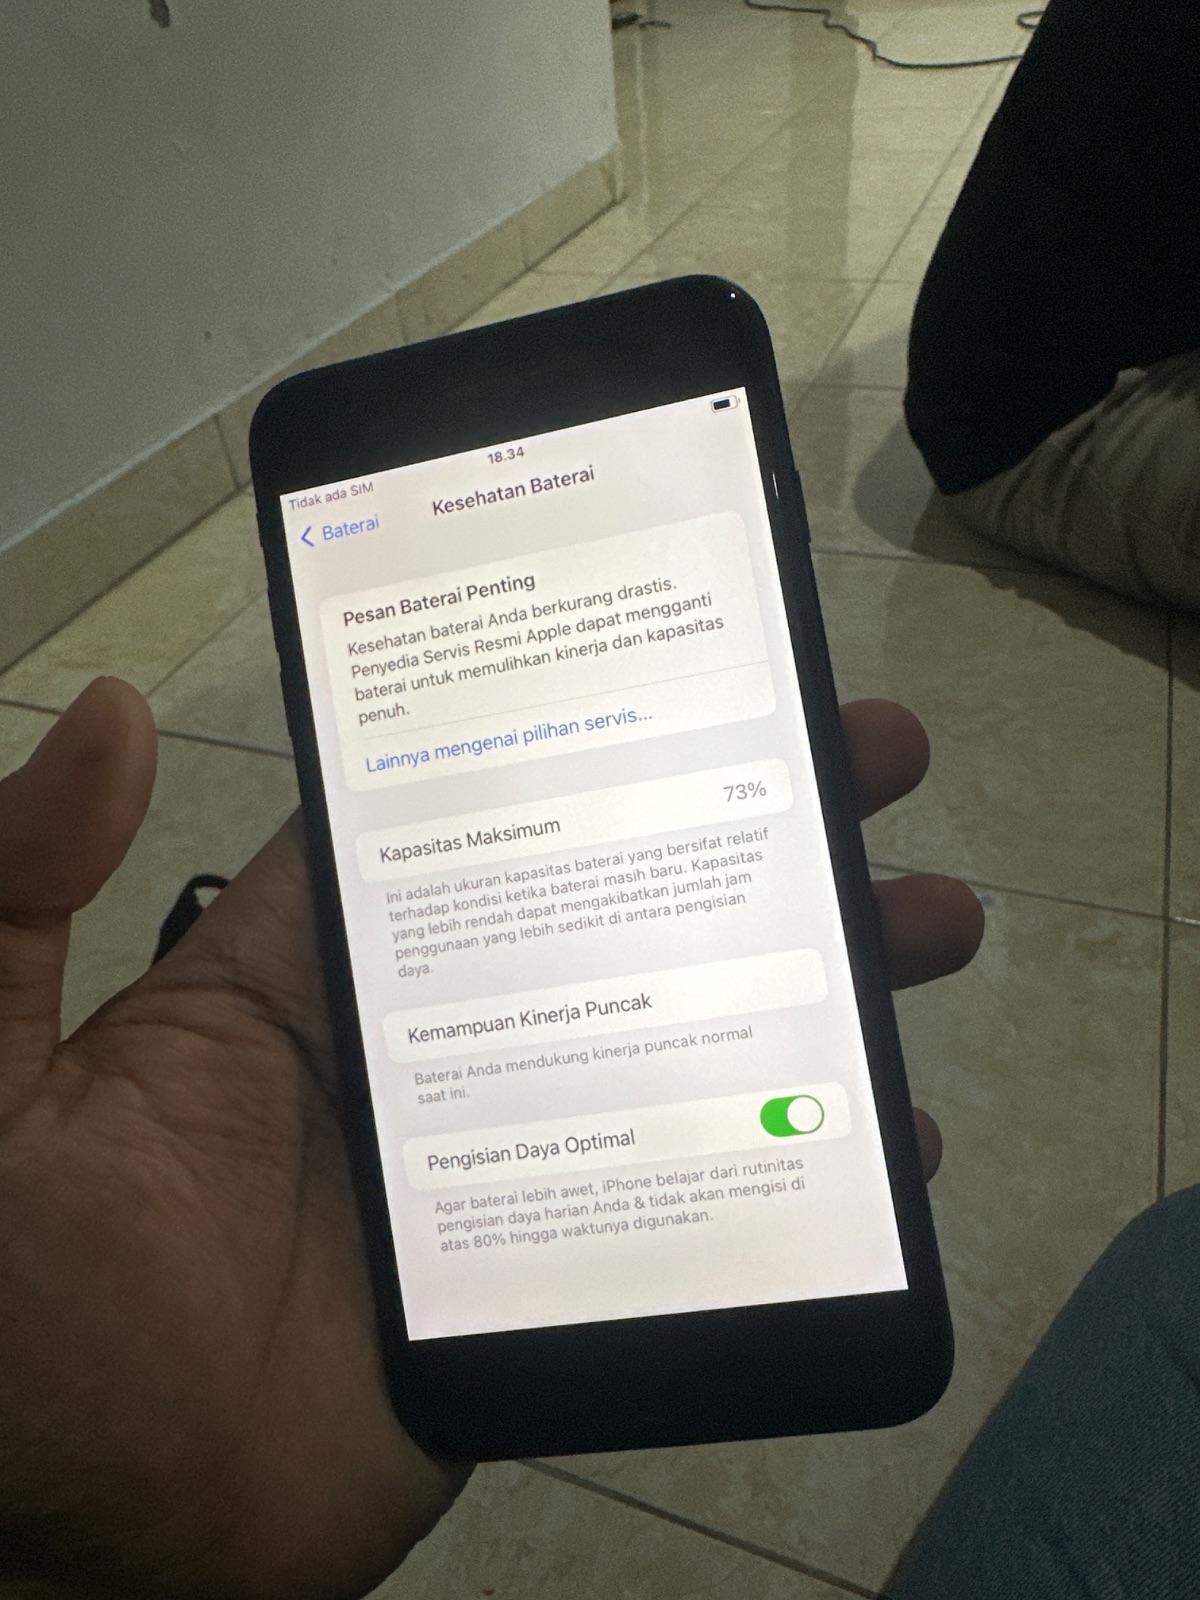 18.34
Tidak ada SIM
Baterai
Kesehatan Baterai
Pesan Baterai Penting
Kesehatan baterai Anda berkurang drastis.
Penyedia Servis Resmi Apple dapat mengganti
baterai untuk memulihkan kinerja dan kapasitas
penuh.
Lainnya mengenai pilihan servis...
Kapasitas Maksimum 73%
Ini adalah ukuran kapasitas baterai yang bersifat relatif
terhadap kondisi ketika baterai masih baru. Kapasitas
yang lebih rendah dapat mengakibatkan jumlah jam
penggunaan yang lebih sedikit di antara pengisian
daya.
Kemampuan Kinerja Puncak
Baterai Anda mendukung kinerja puncak normal
saat ini.
Pengisian Daya Optimal
Agar baterai lebih awet, iPhone belajar dari rutinitas
pengisian daya harian Anda & tidak akan mengisi di
atas 80% hingga waktunya digunakan.